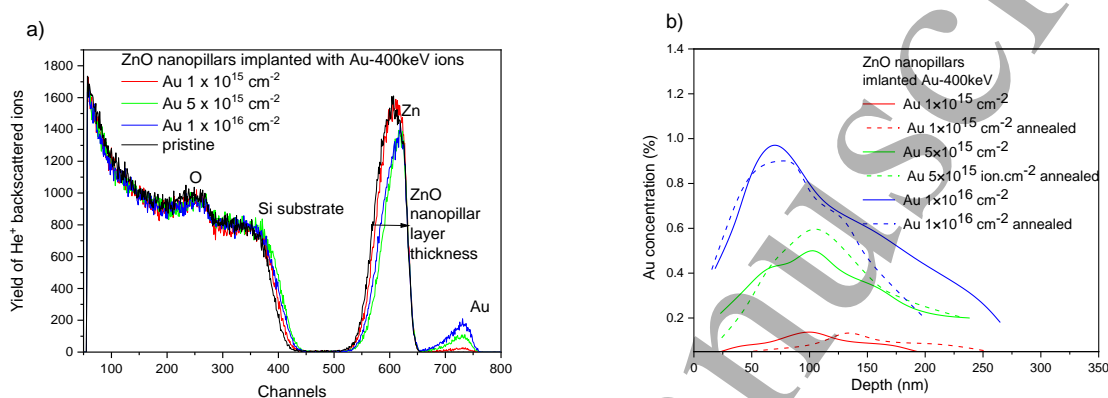 a)
ZnO nanopillars implanted with Au-400keV ions
Au 1 x 10¹⁵ cm⁻²
Au 5 x 10¹⁵ cm⁻²
Au 1 x 10¹⁶ cm⁻²
pristine
Zn
O
Si substrate
ZnO
nanopillar
layer
thickness
Au
Yield of He⁺ backscattered ions
1800
1600
1400
1200
1000
800
600
400
200
0
100 200 300 400 500 600 700 800
Channels
b)
ZnO nanopillars
imlanted Au-400keV
Au 1×10¹⁵ cm⁻²
Au 1×10¹⁵ cm⁻² annealed
Au 5×10¹⁵ cm⁻²
Au 5×10¹⁵ ion.cm⁻² annealed
Au 1×10¹⁶ cm⁻²
Au 1×10¹⁶ cm⁻² annealed
Au concentration (%)
1.4
1.2
1.0
0.8
0.6
0.4
0.2
0 50 100 150 200 250 300 350
Depth (nm)